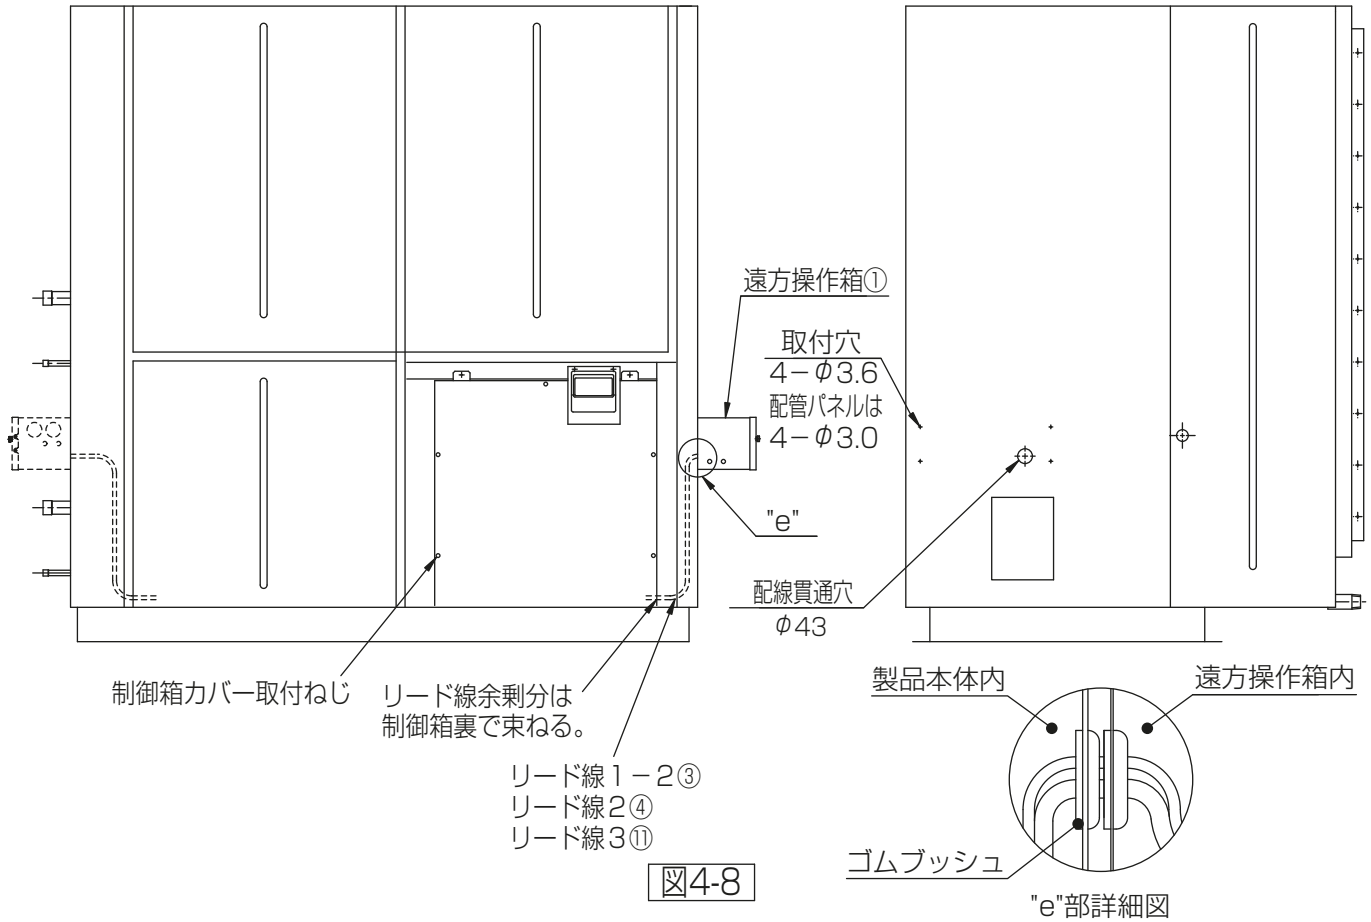 遠方操作箱①
取付穴
4－φ3.6
配管パネルは
4－φ3.0
"e"
配線貫通穴
φ43
制御箱カバー取付ねじ
リード線余剰分は
制御箱裏で束ねる。
リード線1－2③
リード線2④
リード線3⑪
製品本体内
遠方操作箱内
ゴムブッシュ
"e"部詳細図
図4-8